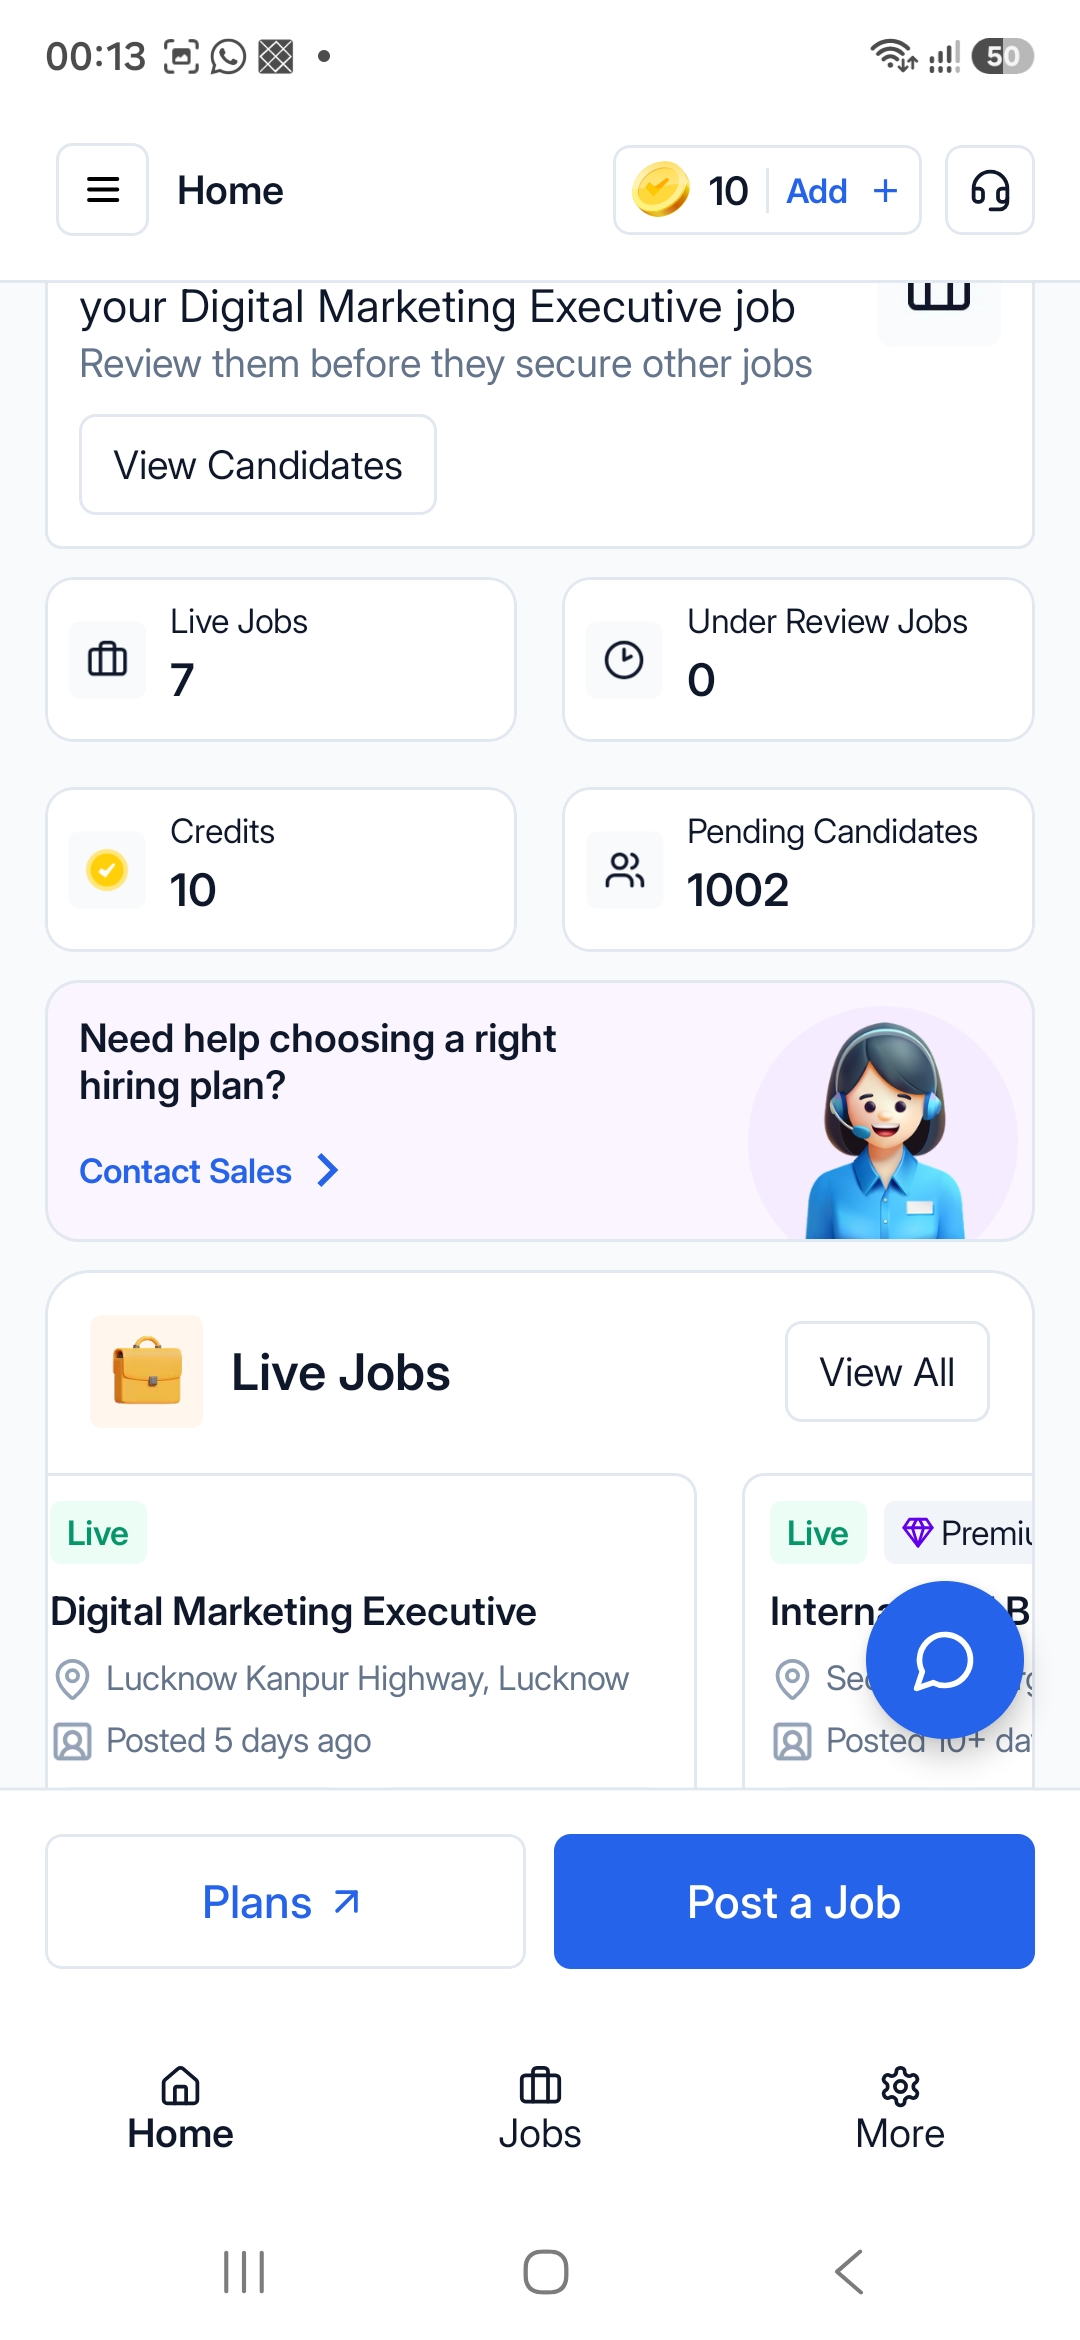 00:13
50
Home
10
Add +
your Digital Marketing Executive job
Review them before they secure other jobs
View Candidates
Live Jobs
7
Under Review Jobs
0
Credits
10
Pending Candidates
1002
Need help choosing a right
hiring plan?
Contact Sales
Live Jobs
View All
Live
Digital Marketing Executive
Lucknow Kanpur Highway, Lucknow
Posted 5 days ago
Live
Posted 10+
Plans
Post a Job
Home
Jobs
More